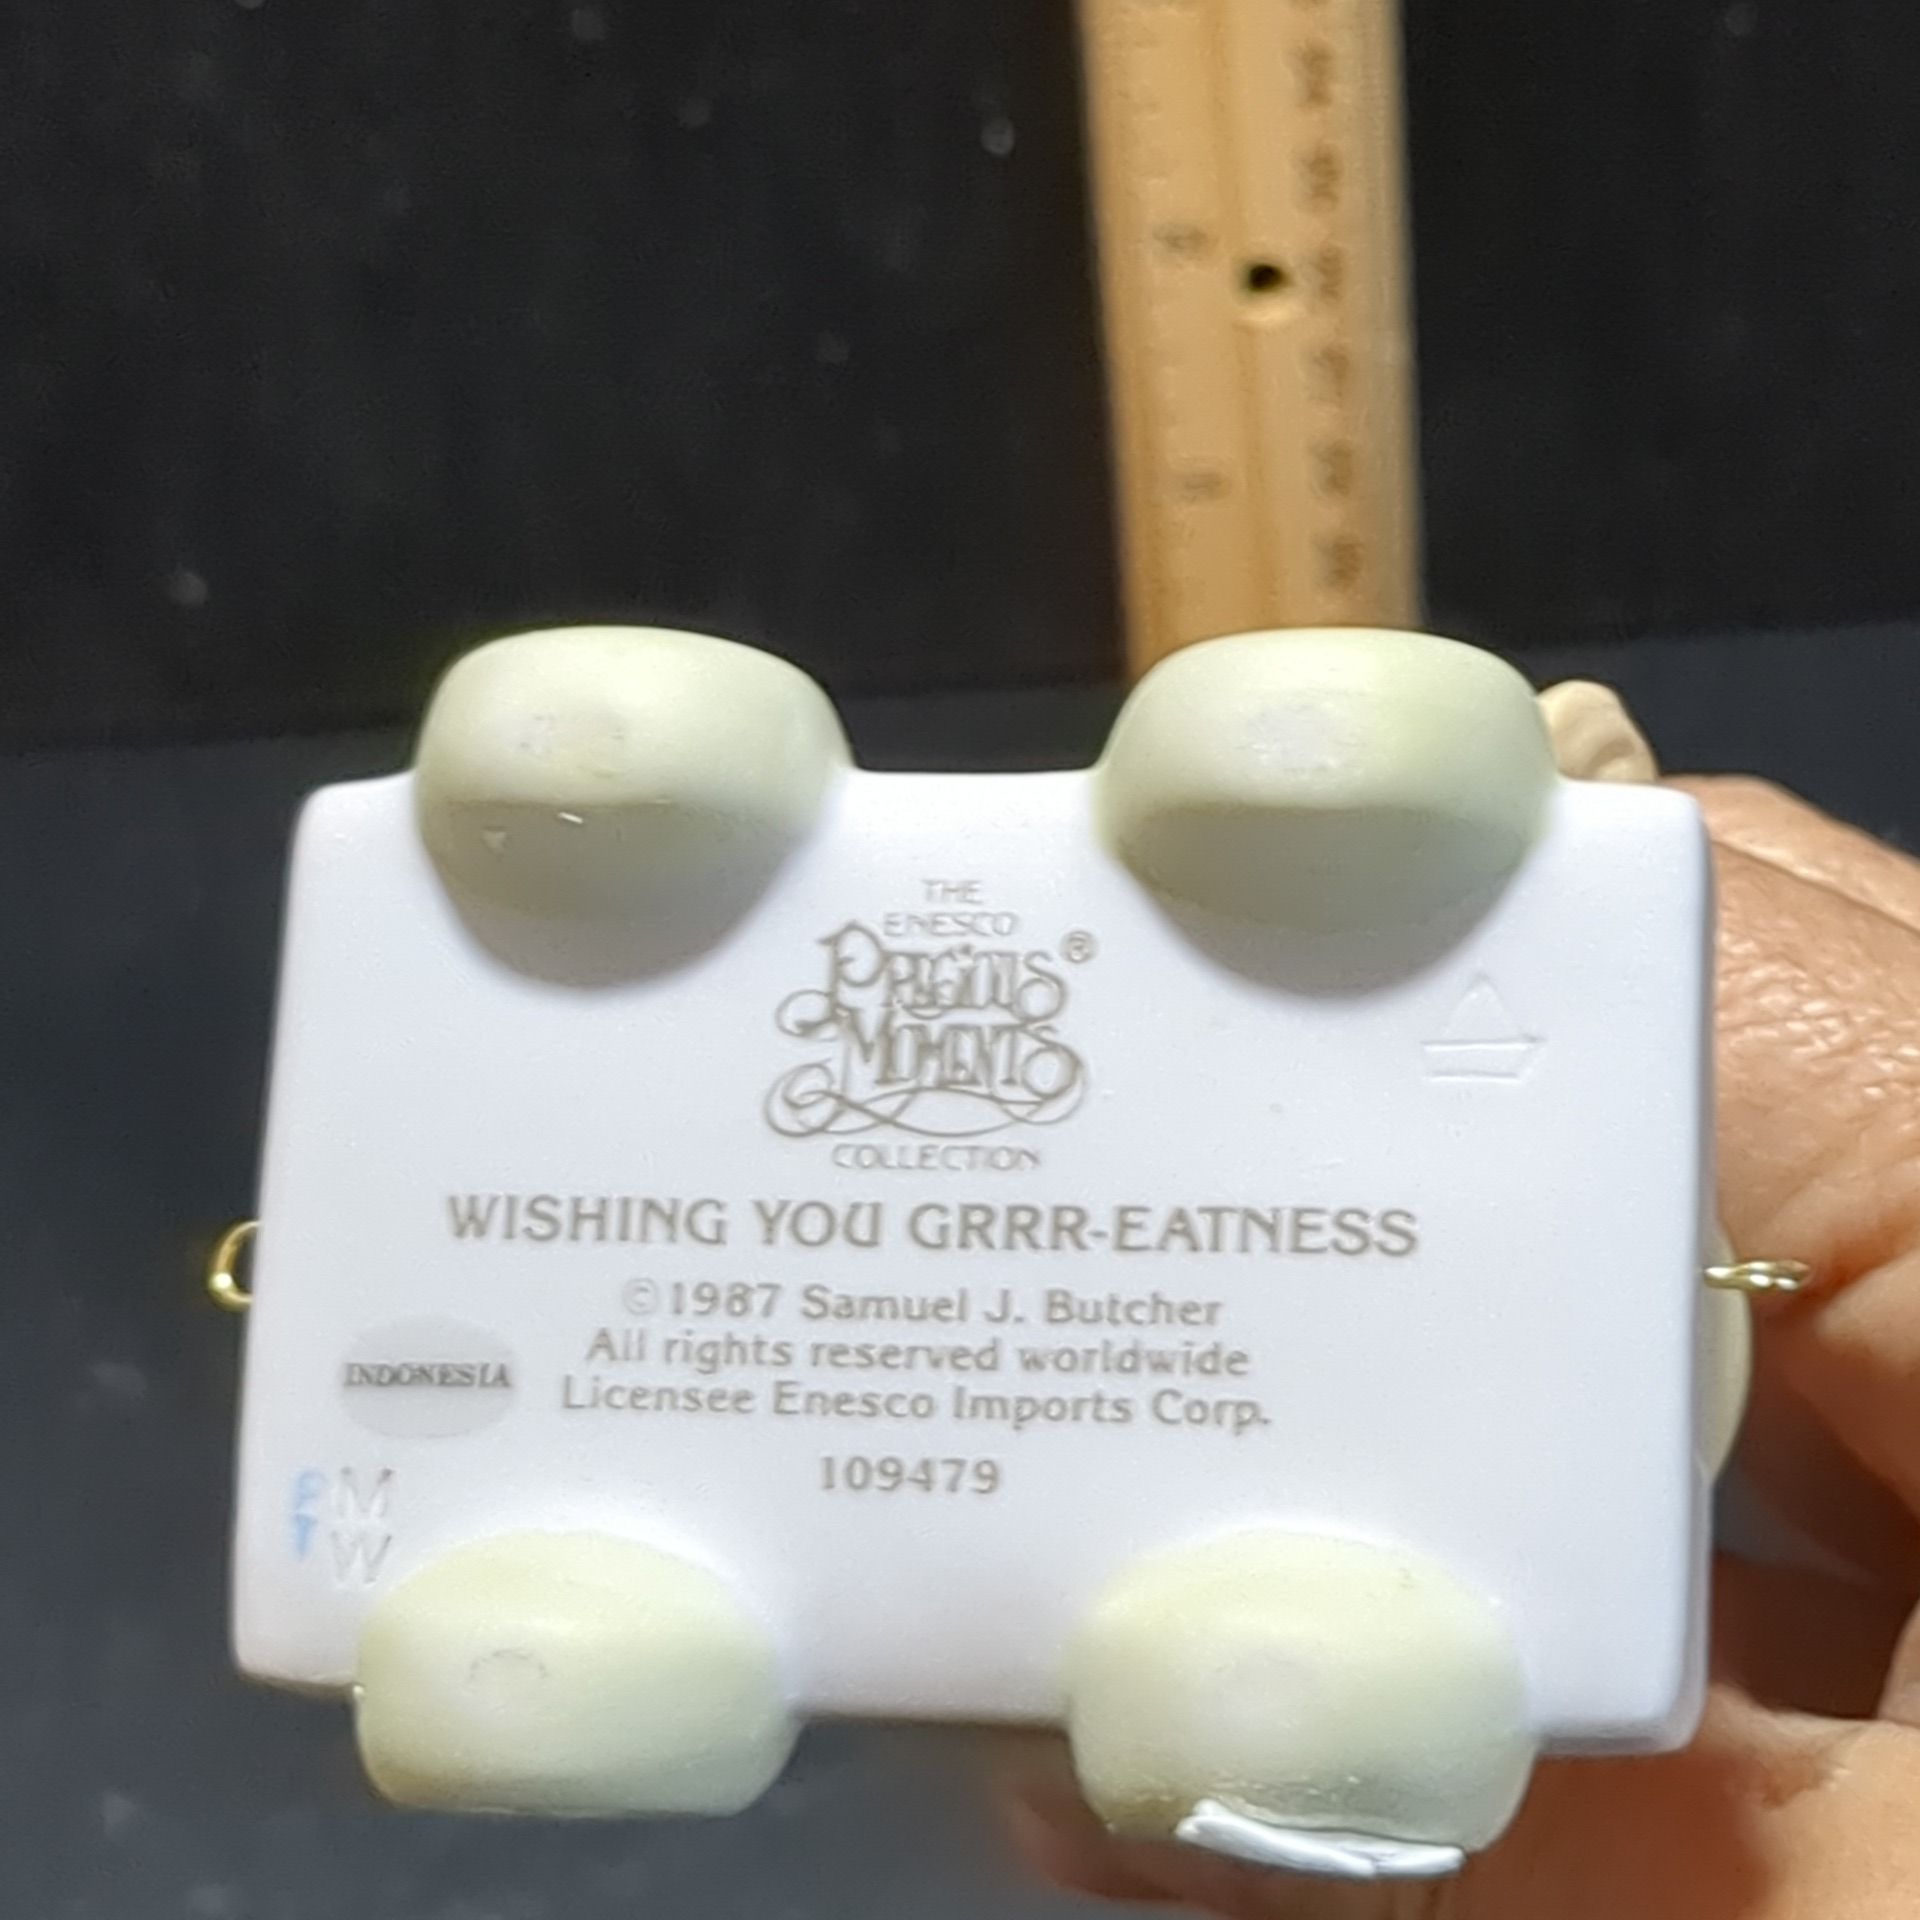 THE
ENESCO
PRECIOUS ®
MOMENTS
COLLECTION
WISHING YOU GRRR-EATNESS
©1987 Samuel J. Butcher
All rights reserved worldwide
INDONESIA
Licensee Enesco Imports Corp.
109479
P M
T W